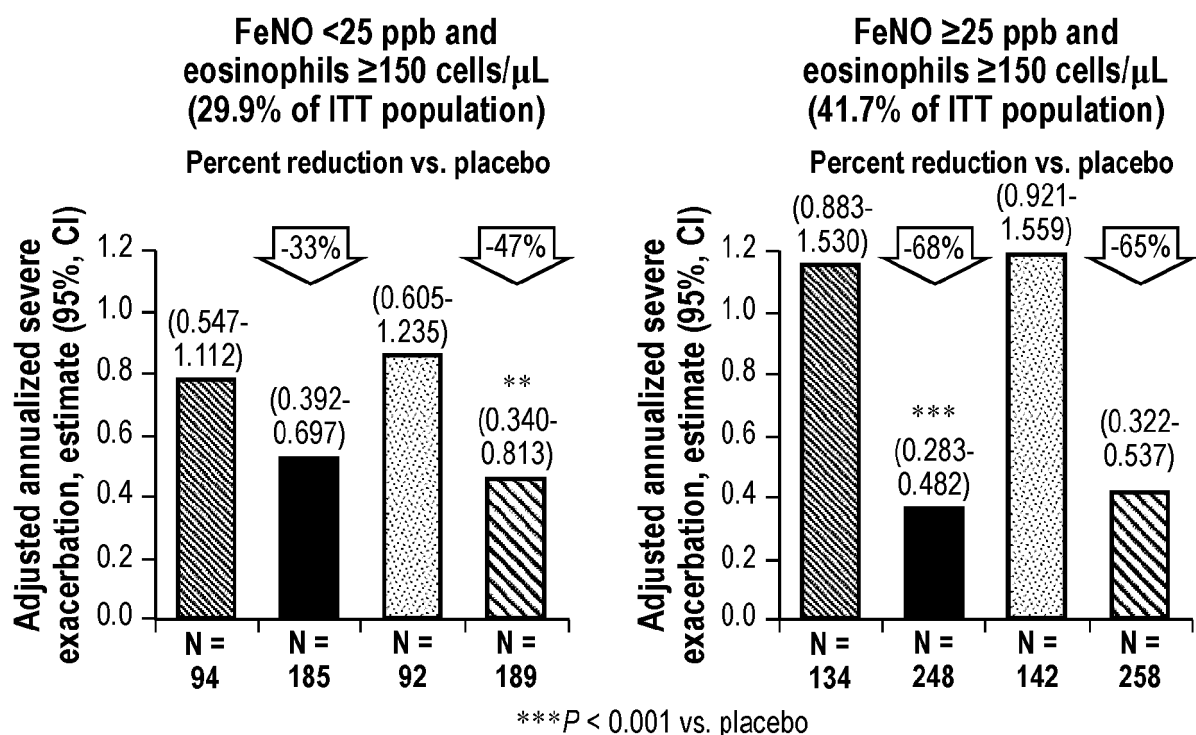 FeNO <25 ppb and
eosinophils ≥150 cells/μL
(29.9% of ITT population)
Percent reduction vs. placebo
Adjusted annualized severe
exacerbation, estimate (95%, CI)
1.2
1.0
0.8
0.6
0.4
0.2
0.0
(0.547-
1.112)
-33%
(0.392-
0.697)
(0.605-
1.235)
-47%
**
(0.340-
0.813)
N =
94
N =
185
N =
92
N =
189
FeNO ≥25 ppb and
eosinophils ≥150 cells/μL
(41.7% of ITT population)
Percent reduction vs. placebo
Adjusted annualized severe
exacerbation, estimate (95%, CI)
1.2
1.0
0.8
0.6
0.4
0.2
0.0
(0.883-
1.530)
-68%
***
(0.283-
0.482)
(0.921-
1.559)
-65%
(0.322-
0.537)
N =
134
N =
248
N =
142
N =
258
***P < 0.001 vs. placebo